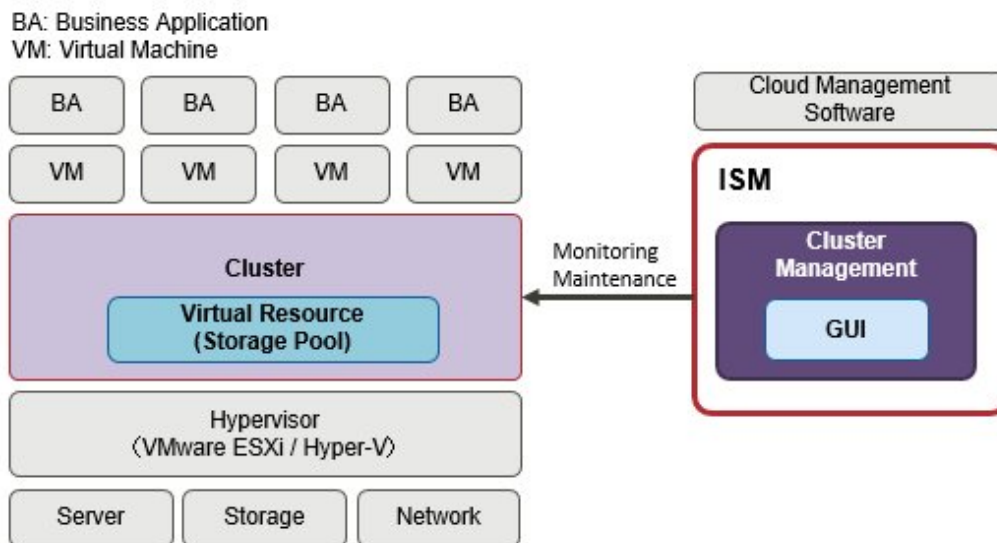 BA: Business Application
VM: Virtual Machine
BA
BA
BA
BA
VM
VM
VM
VM
Cluster
Virtual Resource
(Storage Pool)
Hypervisor
（VMware ESXi / Hyper-V）
Server
Storage
Network
Monitoring
Maintenance
Cloud Management
Software
ISM
Cluster
Management
GUI